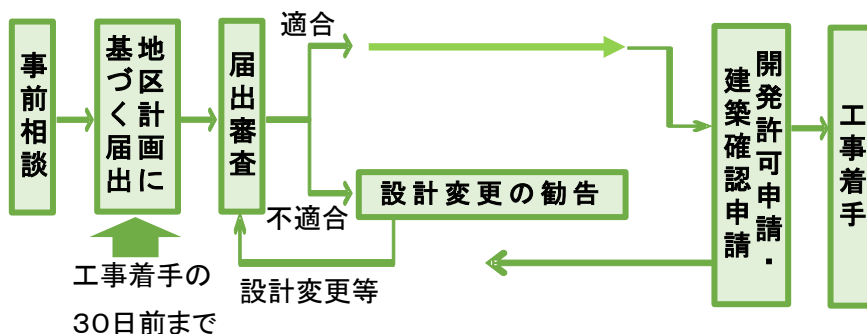 事前相談
地区計画に
基づく届出
届出審査
適合
不適合
設計変更の勧告
設計変更等
開発許可申請・
建築確認申請
工事着手
工事着手の
30日前まで